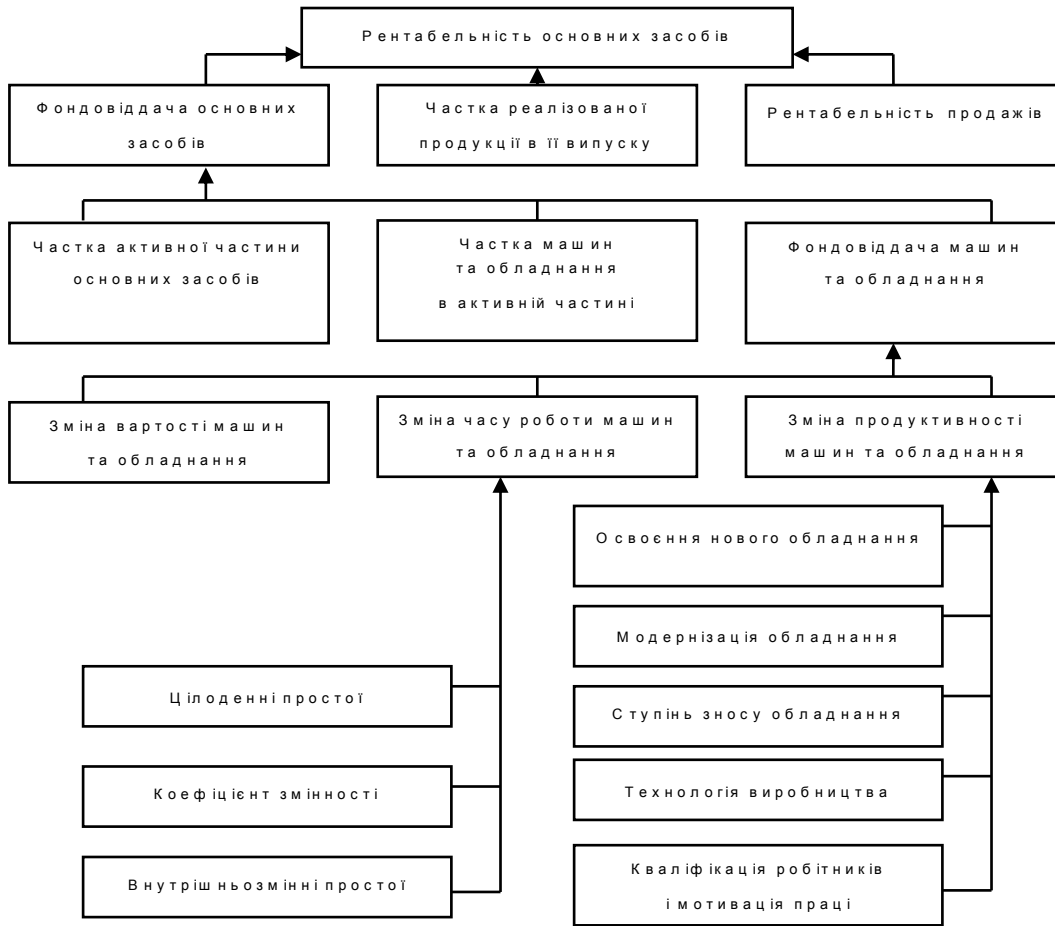 Рентабельність основних засобів
Фондовіддача основних
засобів
Частка реалізованої
продукції в її випуску
Рентабельність продажів
Частка активної частини
основних засобів
Частка машин
та обладнання
в активній частині
Фондовіддача машин
та обладнання
Зміна вартості машин
та обладнання
Зміна часу роботи машин
та обладнання
Зміна продуктивності
машин та обладнання
Освоєння нового обладнання
Модернізація обладнання
Цілоденні простої
Ступінь зносу обладнання
Коефіцієнт змінності
Технологія виробництва
Внутрішньозмінні простої
Кваліфікація робітників
і мотивація праці